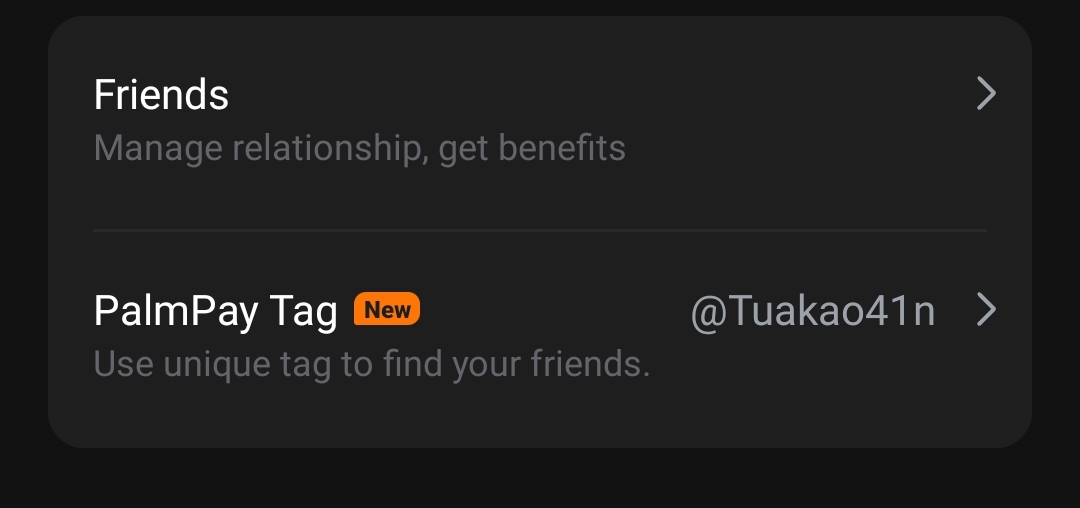 Friends
Manage relationship, get benefits
PalmPay Tag New @Tuakao41n
Use unique tag to find your friends.